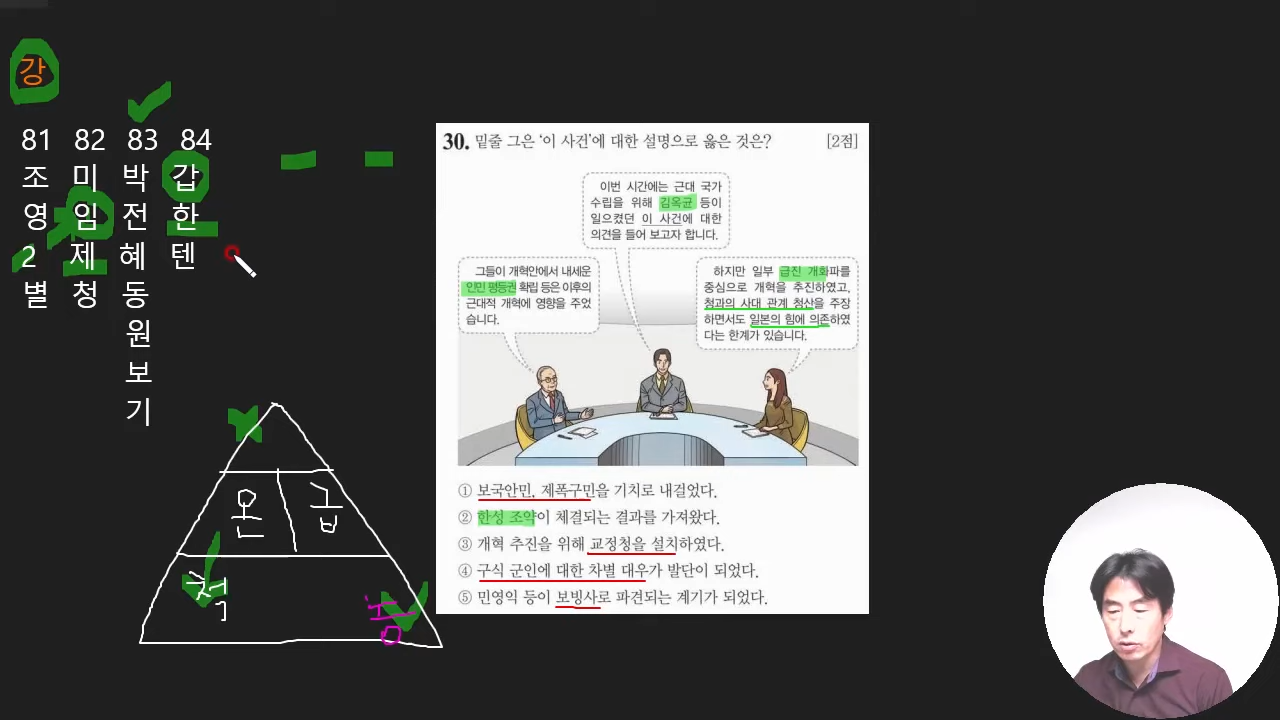 강
81 82 83 84
조 미 박 갑
영 임 전 한
2 제 혜 텐
별 청 동
원
보
기
온 급
척
농
30. 밑줄 그은 '이 사건'에 대한 설명으로 옳은 것은? [2점]
이번 시간에는 근대 국가
수립을 위해 김옥균 등이
일으켰던 이 사건에 대한
의견을 들어 보고자 합니다.
그들이 개혁안에서 내세운
인민 평등권 확립 등은 이후의
근대적 개혁에 영향을 주었
습니다.
하지만 일부 급진 개화파를
중심으로 개혁을 추진하였고,
청과의 사대 관계 청산을 주장
하면서도 일본의 힘에 의존하였
다는 한계가 있습니다.
① 보국안민, 제폭구민을 기치로 내걸었다.
② 한성 조약이 체결되는 결과를 가져왔다.
③ 개혁 추진을 위해 교정청을 설치하였다.
④ 구식 군인에 대한 차별 대우가 발단이 되었다.
⑤ 민영익 등이 보빙사로 파견되는 계기가 되었다.